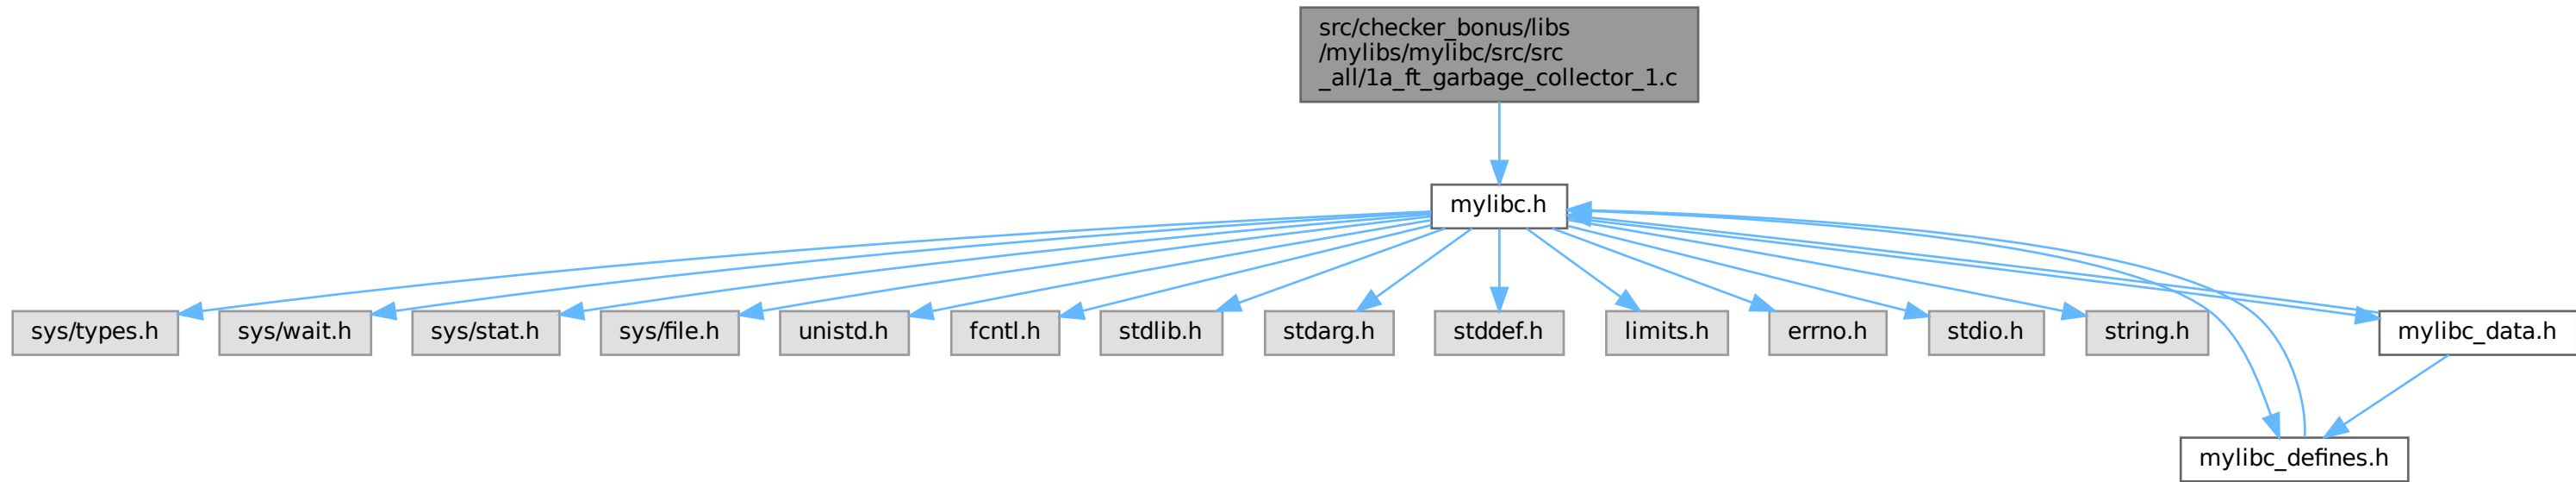 src/checker_bonus/libs
/mylibs/mylibc/src/src
_all/1a_ft_garbage_collector_1.c
mylibc.h
sys/types.h
sys/wait.h
sys/stat.h
sys/file.h
unistd.h
fcntl.h
stdlib.h
stdarg.h
stddef.h
limits.h
errno.h
stdio.h
string.h
mylibc_data.h
mylibc_defines.h